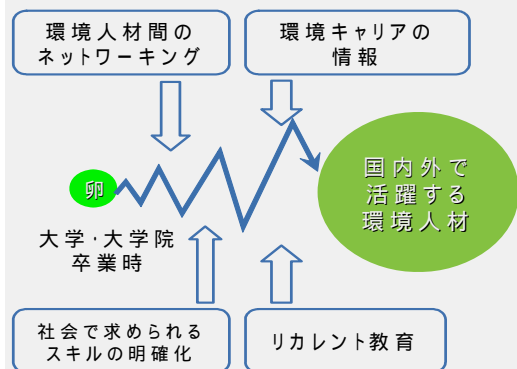 環境人材間の
ネットワーキング
環境キャリアの
情報
卵
国内外で
活躍する
環境人材
大学・大学院
卒業時
社会で求められる
スキルの明確化
リカレント教育